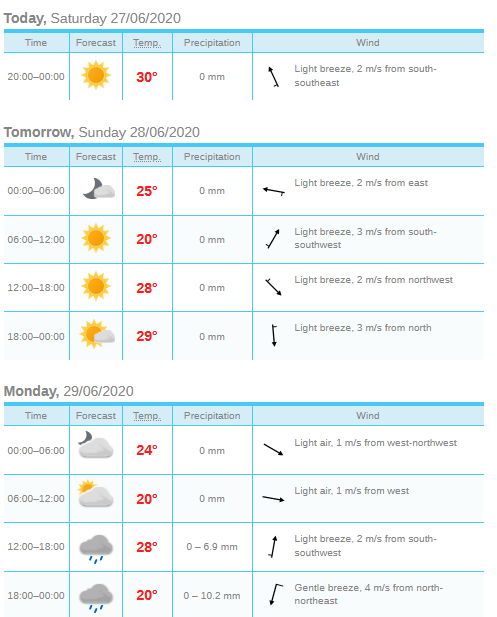 Today, Saturday 27/06/2020
Time Forecast Temp. Precipitation Wind
20:00–00:00 30° 0 mm Light breeze, 2 m/s from south-
southeast
Tomorrow, Sunday 28/06/2020
Time Forecast Temp. Precipitation Wind
00:00–06:00 25° 0 mm Light breeze, 2 m/s from east
06:00–12:00 20° 0 mm Light breeze, 3 m/s from south-
southwest
12:00–18:00 28° 0 mm Light breeze, 2 m/s from northwest
18:00–00:00 29° 0 mm Light breeze, 3 m/s from north
Monday, 29/06/2020
Time Forecast Temp. Precipitation Wind
00:00–06:00 24° 0 mm Light air, 1 m/s from west-northwest
06:00–12:00 20° 0 mm Light air, 1 m/s from west
12:00–18:00 28° 0 – 6.9 mm Light breeze, 2 m/s from south-
southwest
18:00–00:00 20° 0 – 10.2 mm Gentle breeze, 4 m/s from north-
northeast